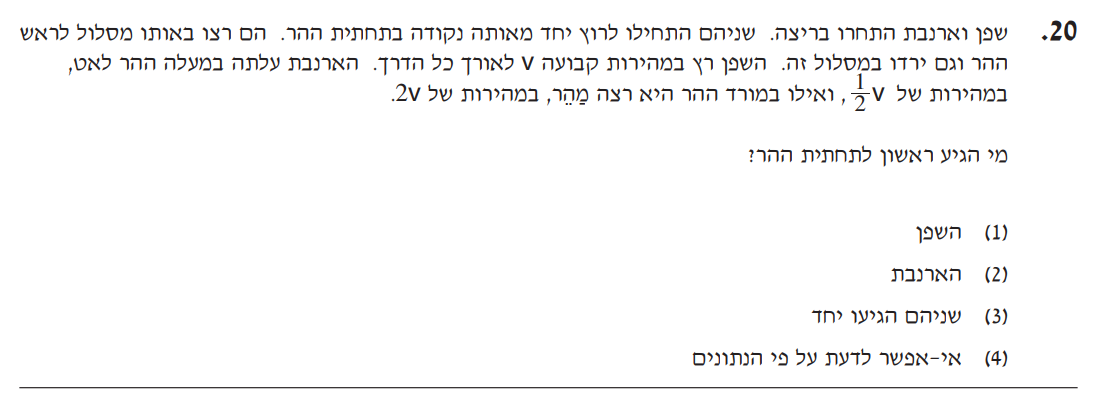 20. שפן וארנבת התחרו בריצה. שניהם התחילו לרוץ יחד מאותה נקודה בתחתית ההר. הם רצו באותו מסלול לראש
ההר וגם ירדו במסלול זה. השפן רץ במהירות קבועה v לאורך כל הדרך. הארנבת עלתה במעלה ההר לאט,
במהירות של 1/2 v, ואילו במורד ההר היא רצה מַהֵר, במהירות של 2v.
מי הגיע ראשון לתחתית ההר?
(1) השפן
(2) הארנבת
(3) שניהם הגיעו יחד
(4) אי-אפשר לדעת על פי הנתונים